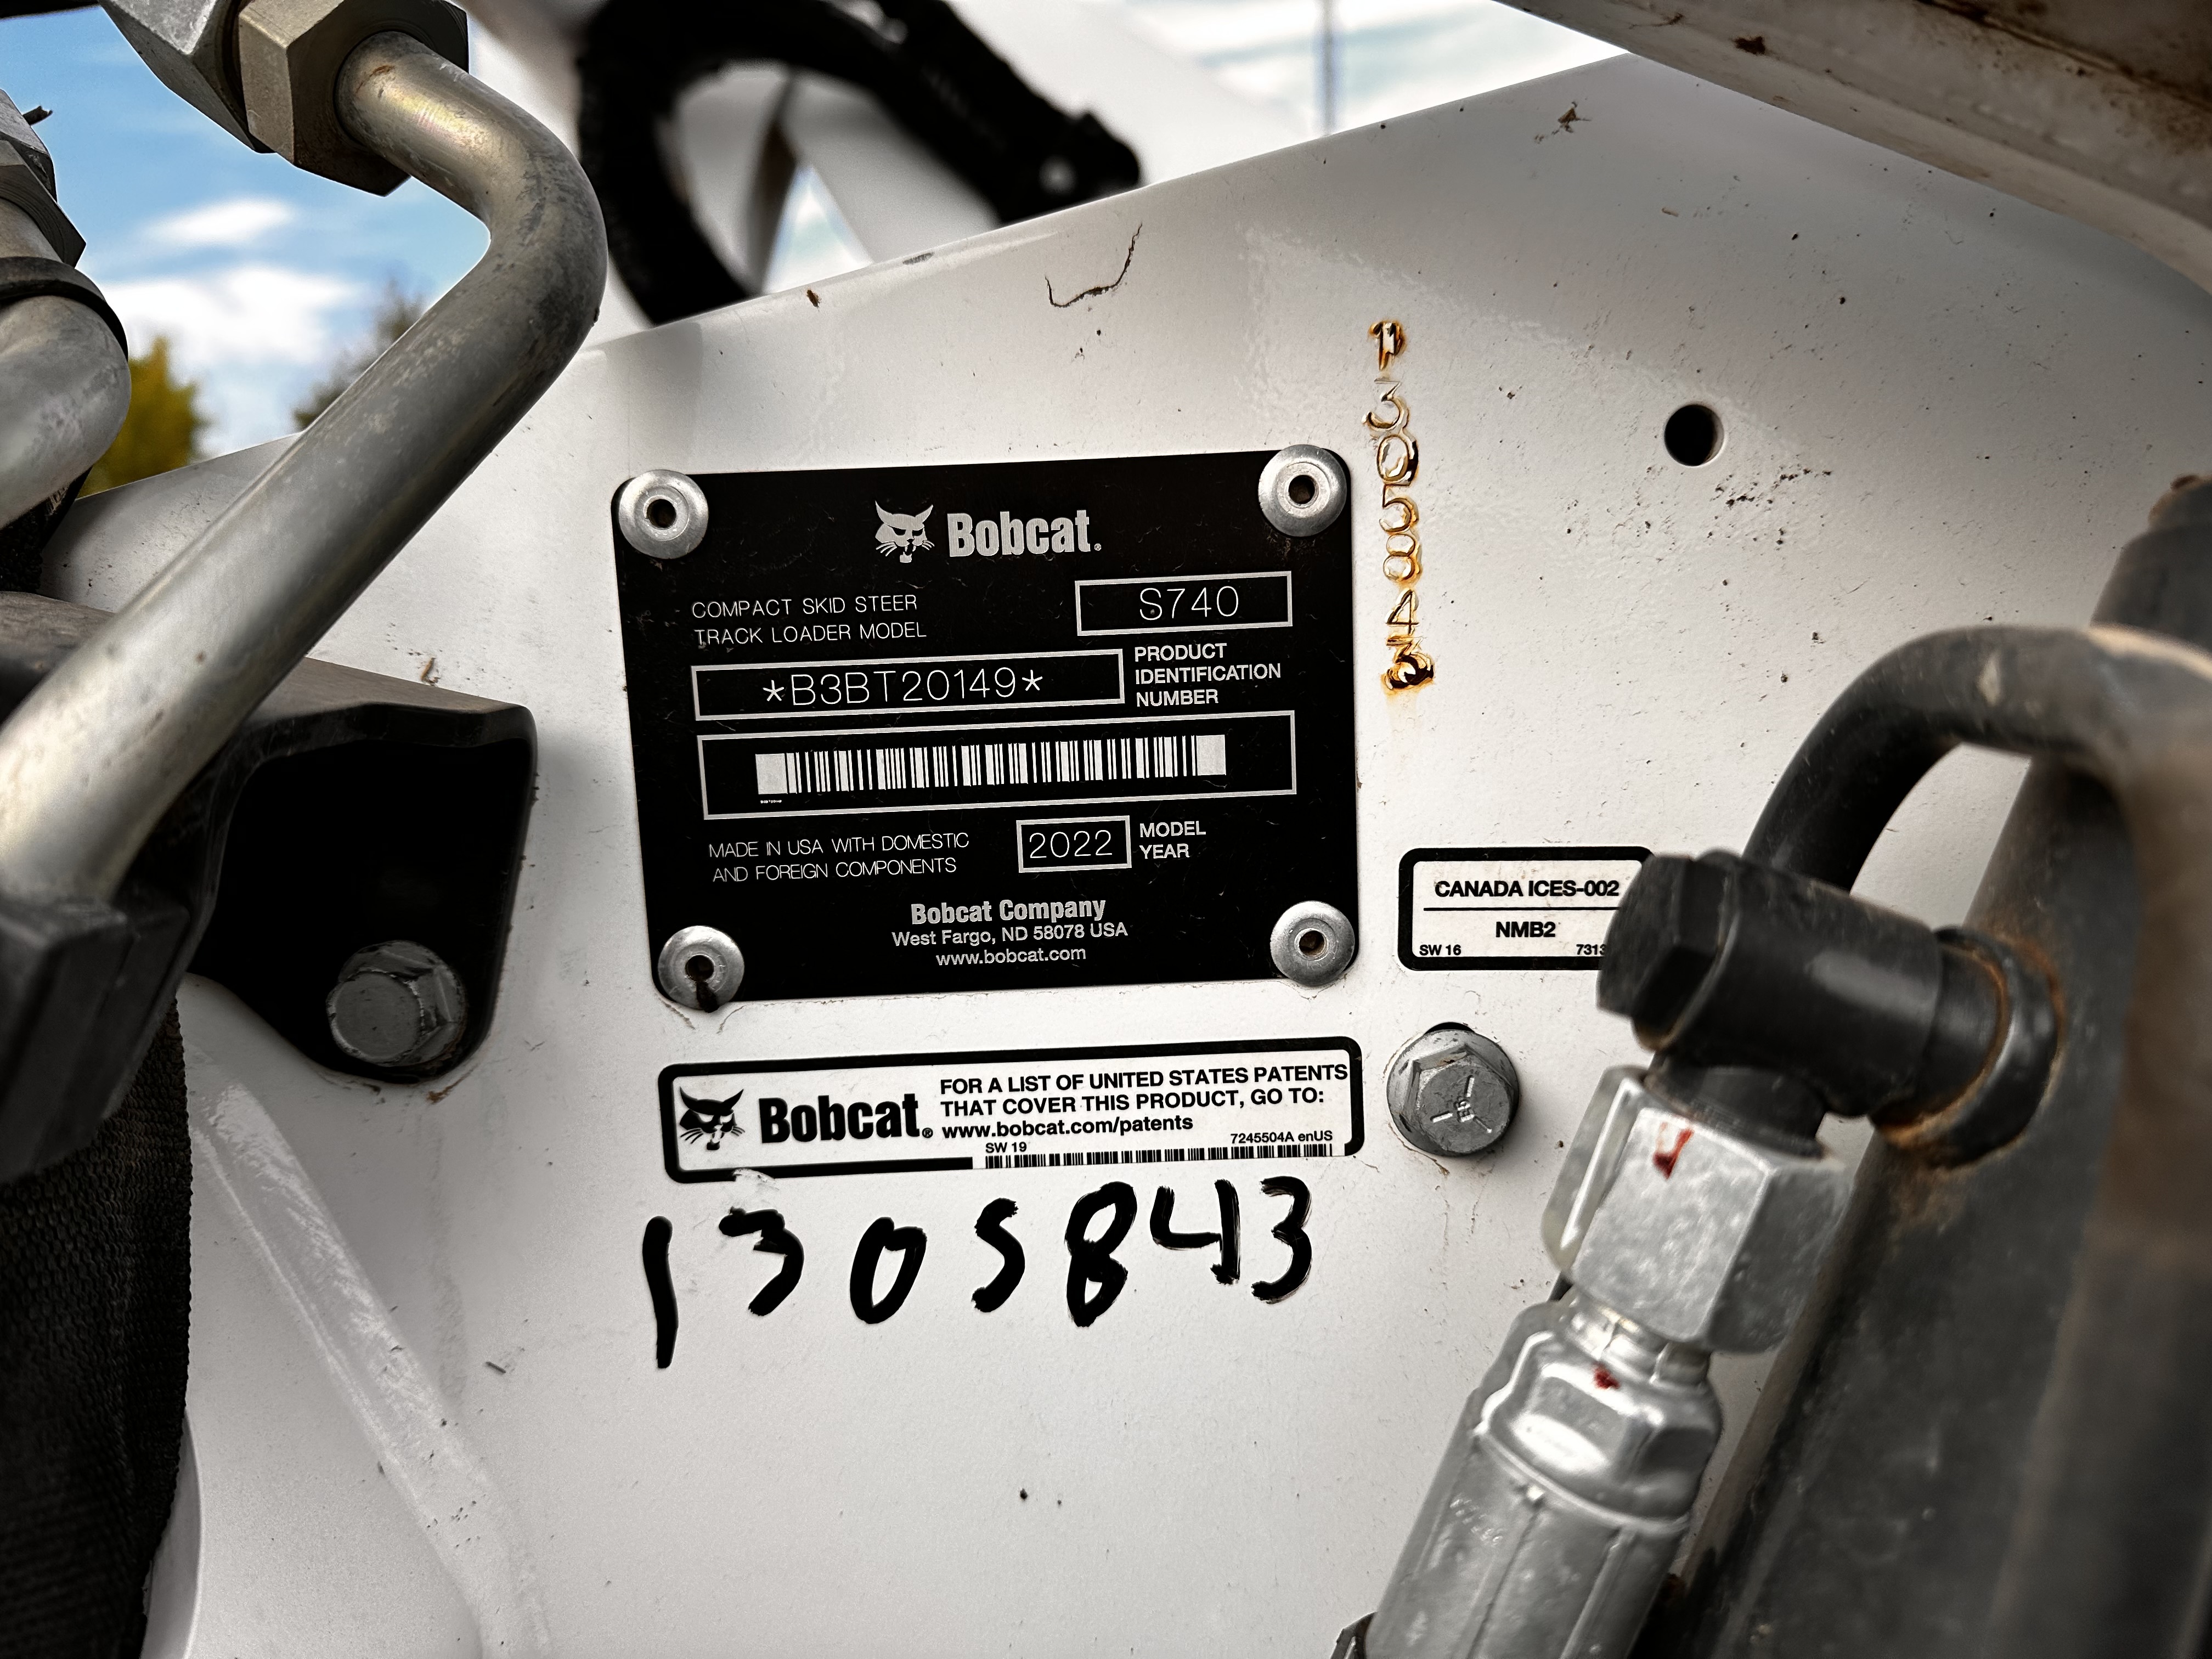 Bobcat.
COMPACT SKID STEER
TRACK LOADER MODEL
S740
*B3BT20149*
PRODUCT
IDENTIFICATION
NUMBER
MADE IN USA WITH DOMESTIC
AND FOREIGN COMPONENTS
2022
MODEL
YEAR
Bobcat Company
West Fargo, ND 58078 USA
www.bobcat.com
1305843
CANADA ICES-002
NMB2
SW 16
7313
Bobcat®
FOR A LIST OF UNITED STATES PATENTS
THAT COVER THIS PRODUCT, GO TO:
www.bobcat.com/patents
SW 19
7245504A enUS
1305843